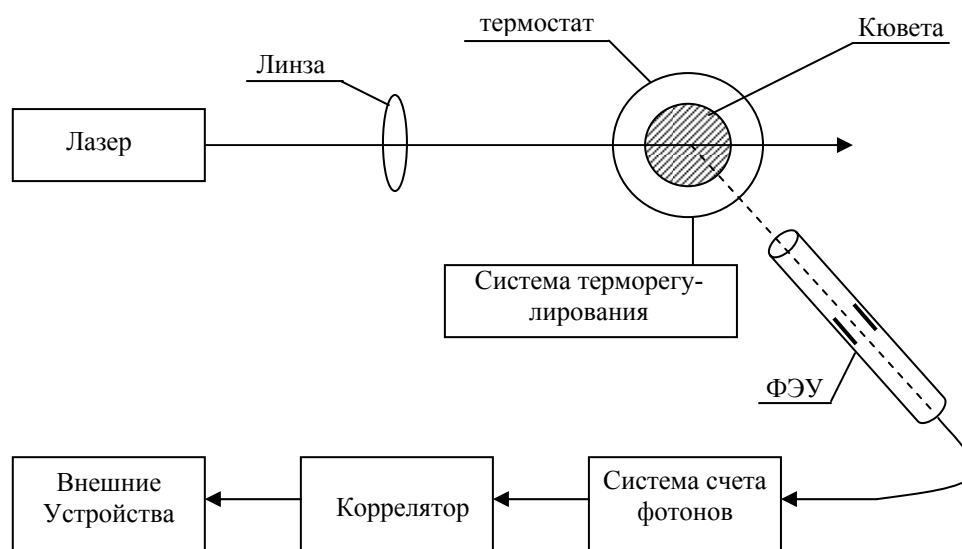 термостат
Кювета
Линза
Лазер
Система терморегу-
лирования
ФЭУ
Внешние
Устройства
Коррелятор
Система счета
фотонов